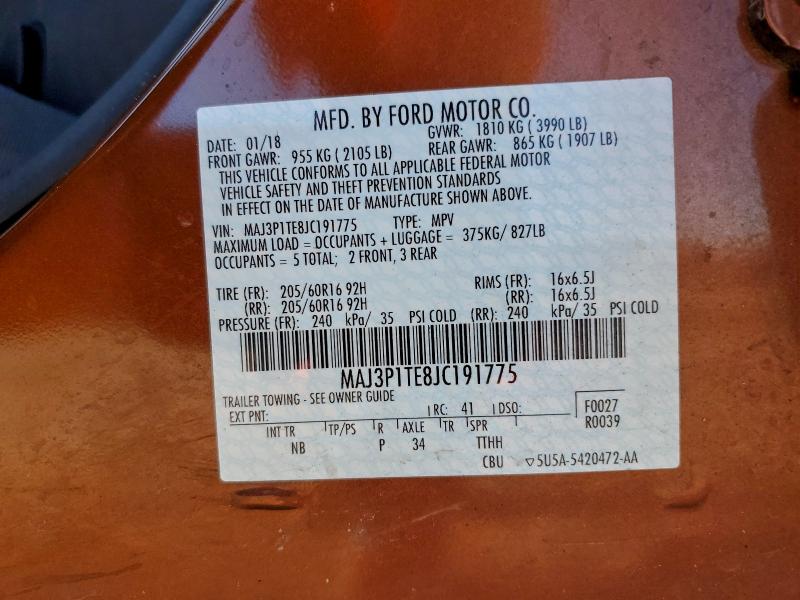 MFD. BY FORD MOTOR CO.
DATE: 01/18 GVWR: 1810 KG ( 3990 LB)
FRONT GAWR: 955 KG ( 2105 LB) REAR GAWR: 865 KG ( 1907 LB)
THIS VEHICLE CONFORMS TO ALL APPLICABLE FEDERAL MOTOR
VEHICLE SAFETY AND THEFT PREVENTION STANDARDS
IN EFFECT ON THE DATE OF MANUFACTURE SHOWN ABOVE.
VIN: MAJ3P1TE8JC191775 TYPE: MPV
MAXIMUM LOAD = OCCUPANTS + LUGGAGE = 375KG/ 827LB
OCCUPANTS = 5 TOTAL; 2 FRONT, 3 REAR
TIRE (FR): 205/60R16 92H RIMS (FR): 16x6.5J
(RR): 205/60R16 92H (RR): 16x6.5J
PRESSURE (FR): 240 kPa/ 35 PSI COLD (RR): 240 kPa/ 35 PSI COLD
MAJ3P1TE8JC191775
TRAILER TOWING - SEE OWNER GUIDE
EXT PNT: RC: 41 DSO: F0027
R0039
INT TR TP/PS R AXLE TR SPR
NB P 34 TTHH
CBU ▽5U5A-5420472-AA